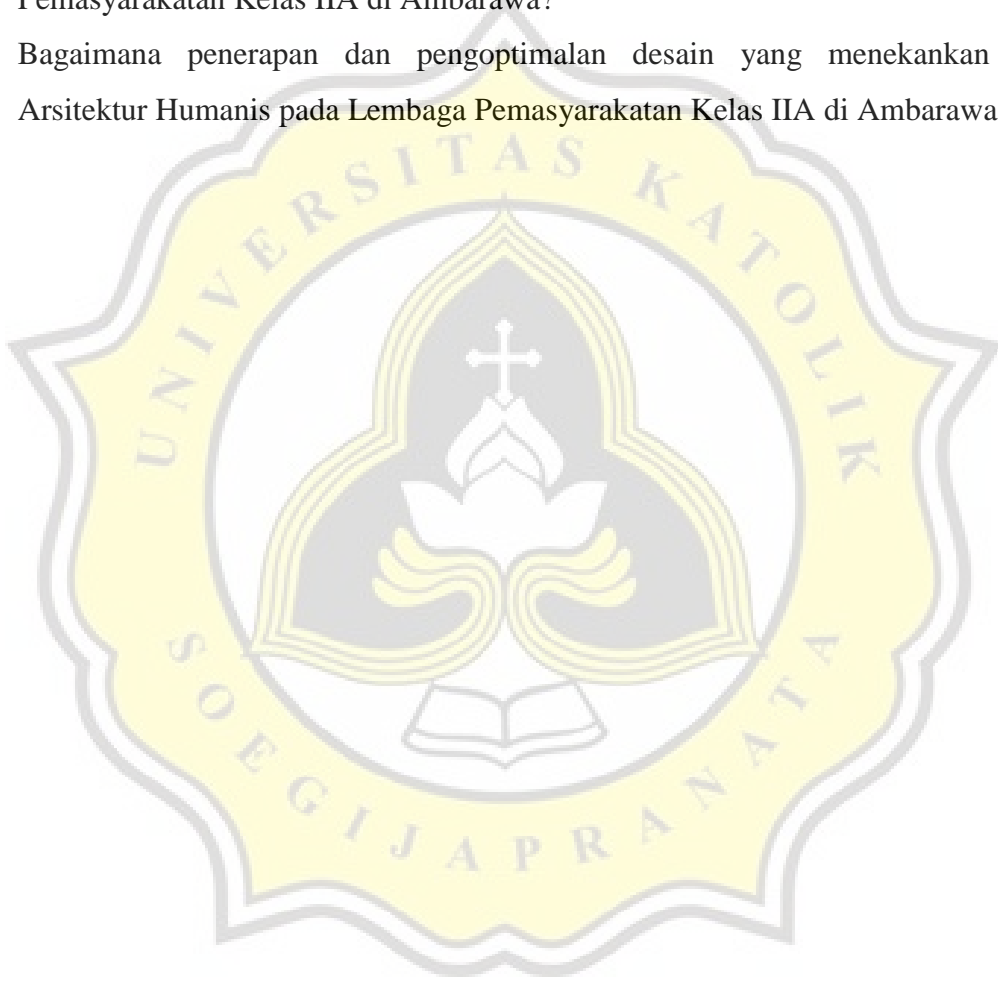 Pemasyarakatan Kelas IIA di Ambarawa?
Bagaimana penerapan dan pengoptimalan desain yang menekankan
Arsitektur Humanis pada Lembaga Pemasyarakatan Kelas IIA di Ambarawa
UNIVERSITAS KATOLIK
SOEGIJAPRANATA